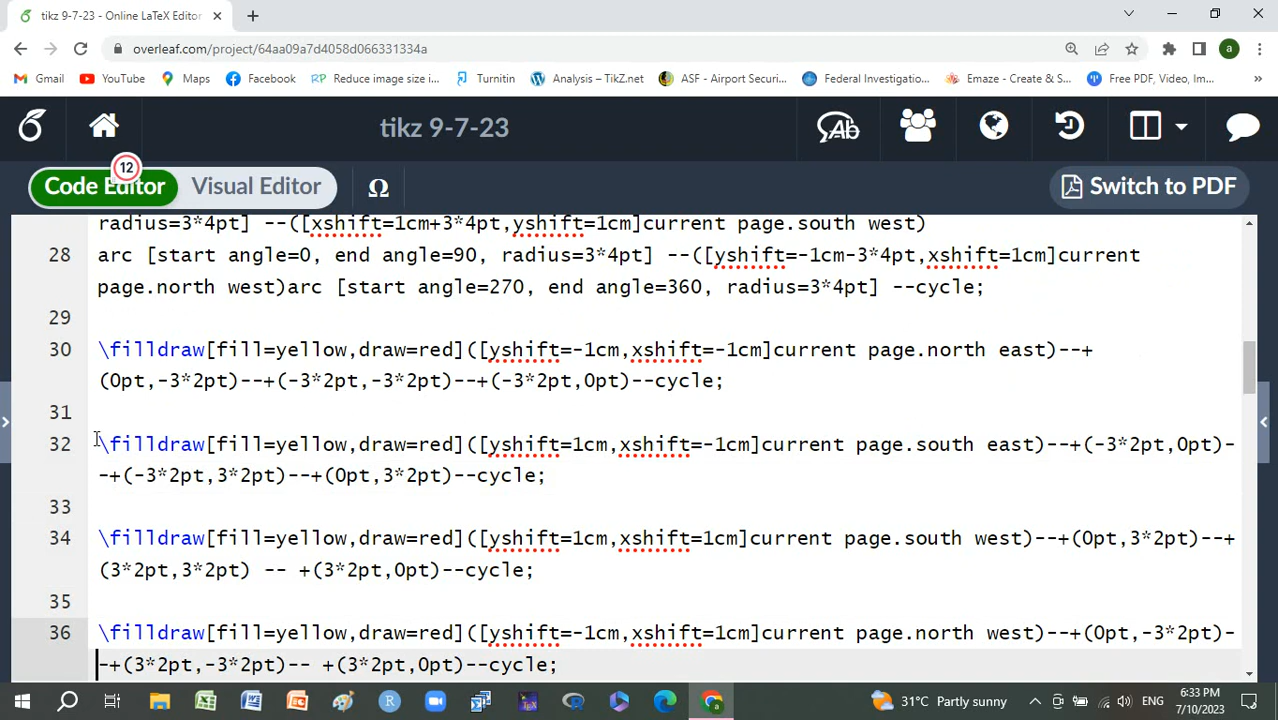 tikz 9-7-23 - Online LaTeX Editor
overleaf.com/project/64aa09a7d4058d066331334a
a
Gmail YouTube Maps Facebook Reduce image size i... Turnitin Analysis – TikZ.net ASF - Airport Securi... Federal Investigatio... Emaze - Create & S... Free PDF, Video, Im... »
tikz 9-7-23
12
Code Editor Visual Editor Ω Switch to PDF
radius=3*4pt] --([xshift=1cm+3*4pt,yshift=1cm]current page.south west)
28 arc [start angle=0, end angle=90, radius=3*4pt] --([yshift=-1cm-3*4pt,xshift=1cm]current
page.north west)arc [start angle=270, end angle=360, radius=3*4pt] --cycle;
29
30 \filldraw[fill=yellow,draw=red]([yshift=-1cm,xshift=-1cm]current page.north east)--+
(0pt,-3*2pt)--+(-3*2pt,-3*2pt)--+(-3*2pt,0pt)--cycle;
31
32 \filldraw[fill=yellow,draw=red]([yshift=1cm,xshift=-1cm]current page.south east)--+(-3*2pt,0pt)-
-+(-3*2pt,3*2pt)--+(0pt,3*2pt)--cycle;
33
34 \filldraw[fill=yellow,draw=red]([yshift=1cm,xshift=1cm]current page.south west)--+(0pt,3*2pt)--+
(3*2pt,3*2pt) -- +(3*2pt,0pt)--cycle;
35
36 \filldraw[fill=yellow,draw=red]([yshift=-1cm,xshift=1cm]current page.north west)--+(0pt,-3*2pt)-
-+(3*2pt,-3*2pt)-- +(3*2pt,0pt)--cycle;
31°C Partly sunny ENG 6:33 PM
7/10/2023